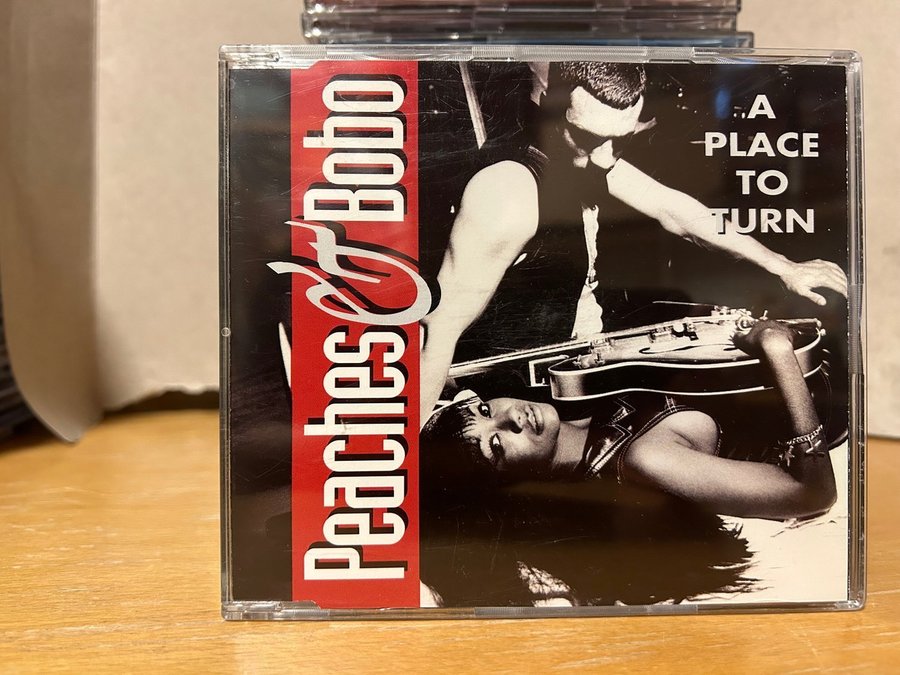 Peaches & Bobo
A
PLACE
TO
TURN